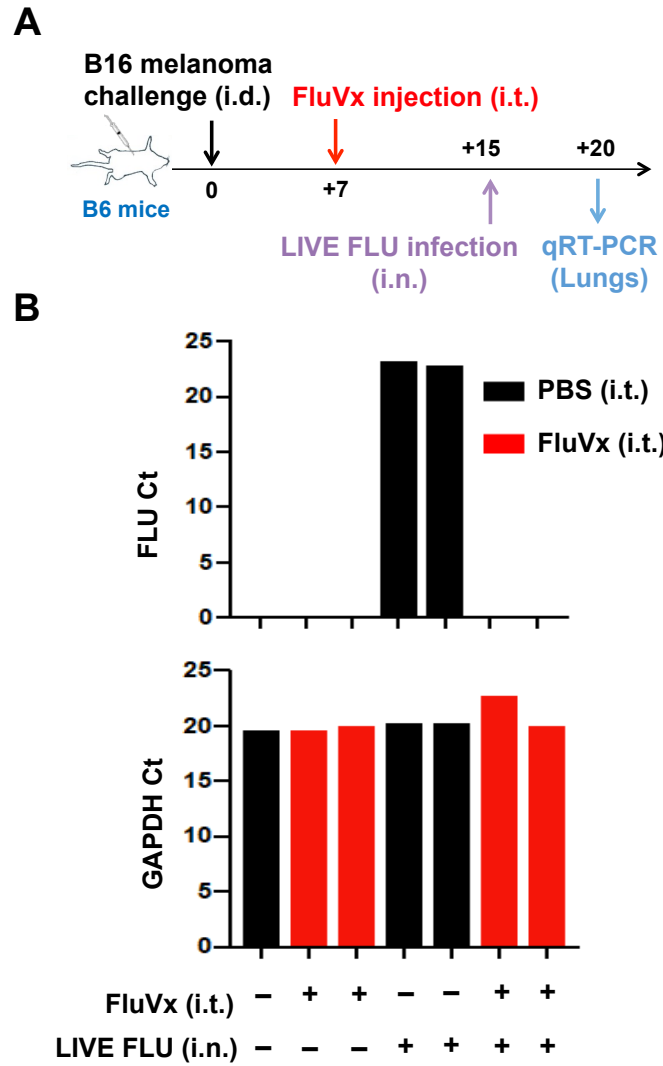 A
B16 melanoma
challenge (i.d.)
FluVx injection (i.t.)
+15
+20
0
+7
B6 mice
LIVE FLU infection
(i.n.)
qRT-PCR
(Lungs)
B
25
20
15
10
5
0
FLU Ct
PBS (i.t.)
FluVx (i.t.)
25
20
15
10
5
0
GAPDH Ct
FluVx (i.t.) – + + – – + +
LIVE FLU (i.n.) – – – + + + +